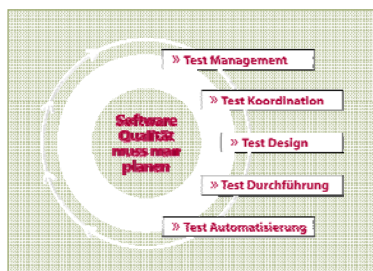 » Test Management
» Test Koordination
Software
Qualität
muss man
planen
» Test Design
» Test Durchführung
» Test Automatisierung